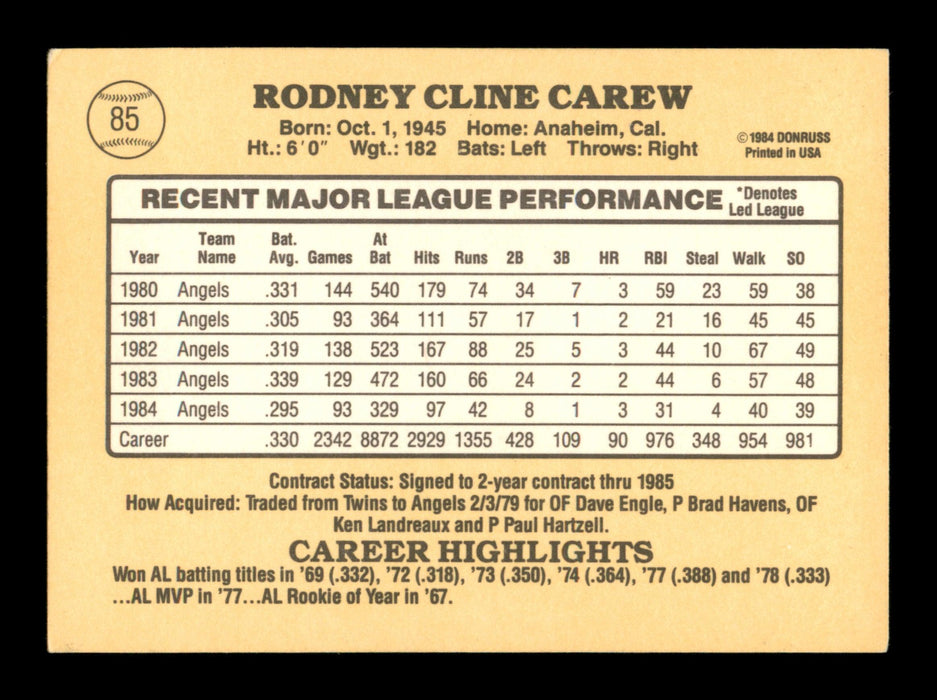 85
RODNEY CLINE CAREW
Born: Oct. 1, 1945 Home: Anaheim, Cal.
Ht.: 6'0" Wgt.: 182 Bats: Left Throws: Right
©1984 DONRUSS
Printed in USA
RECENT MAJOR LEAGUE PERFORMANCE *Denotes Led League
Year Team Name Bat. Avg. Games At Bat Hits Runs 2B 3B HR RBI Steal Walk SO
1980 Angels .331 144 540 179 74 34 7 3 59 23 59 38
1981 Angels .305 93 364 111 57 17 1 2 21 16 45 45
1982 Angels .319 138 523 167 88 25 5 3 44 10 67 49
1983 Angels .339 129 472 160 66 24 2 2 44 6 57 48
1984 Angels .295 93 329 97 42 8 1 3 31 4 40 39
Career .330 2342 8872 2929 1355 428 109 90 976 348 954 981
Contract Status: Signed to 2-year contract thru 1985
How Acquired: Traded from Twins to Angels 2/3/79 for OF Dave Engle, P Brad Havens, OF
Ken Landreaux and P Paul Hartzell.
CAREER HIGHLIGHTS
Won AL batting titles in '69 (.332), '72 (.318), '73 (.350), '74 (.364), '77 (.388) and '78 (.333)
...AL MVP in '77...AL Rookie of Year in '67.